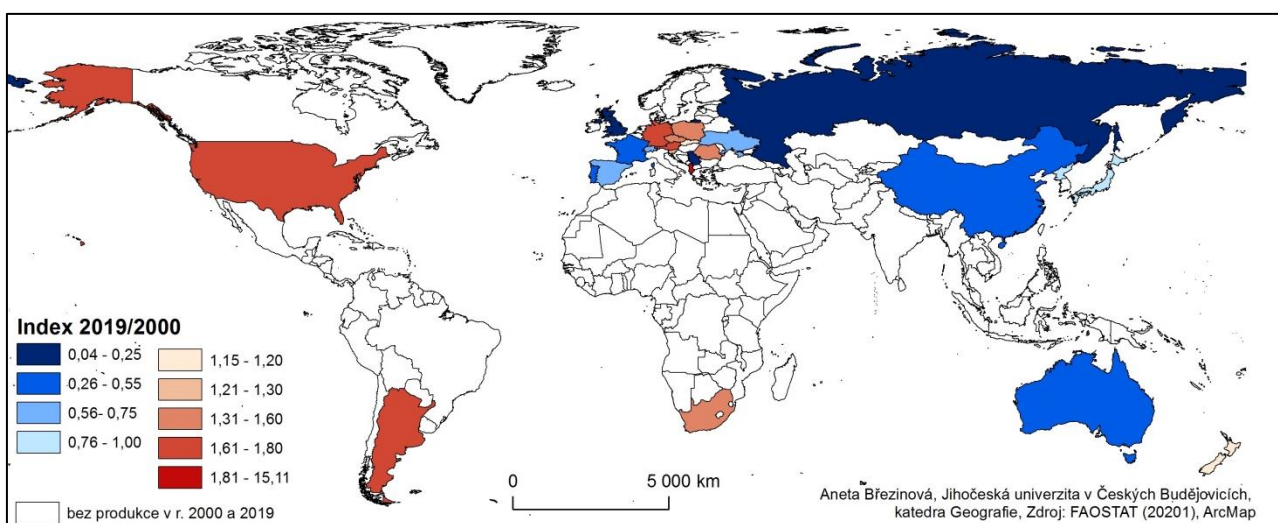 Index 2019/2000
0,04 - 0,25
0,26 - 0,55
0,56- 0,75
0,76 - 1,00
1,15 - 1,20
1,21 - 1,30
1,31 - 1,60
1,61 - 1,80
1,81 - 15,11
bez produkce v r. 2000 a 2019
0 5 000 km
Aneta Březinová, Jihočeská univerzita v Českých Budějovicích,
katedra Geografie, Zdroj: FAOSTAT (20201), ArcMap